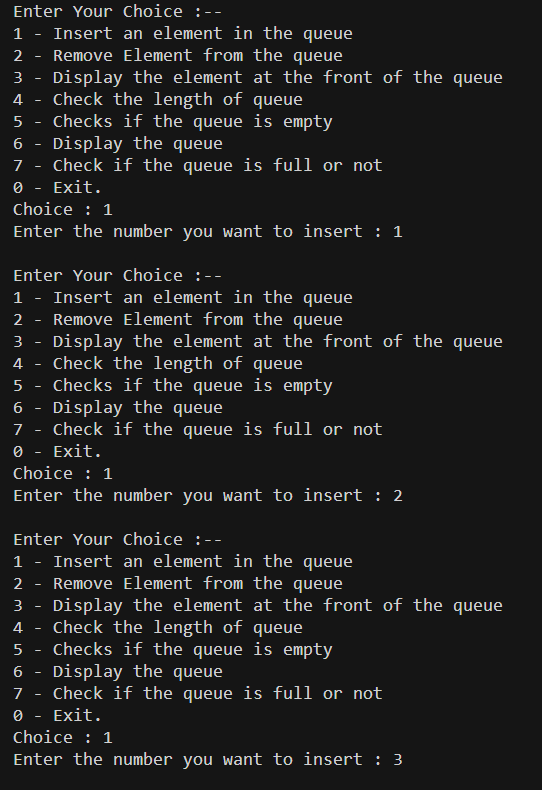 Enter Your Choice :--
1 - Insert an element in the queue
2 - Remove Element from the queue
3 - Display the element at the front of the queue
4 - Check the length of queue
5 - Checks if the queue is empty
6 - Display the queue
7 - Check if the queue is full or not
0 - Exit.
Choice : 1
Enter the number you want to insert : 1

Enter Your Choice :--
1 - Insert an element in the queue
2 - Remove Element from the queue
3 - Display the element at the front of the queue
4 - Check the length of queue
5 - Checks if the queue is empty
6 - Display the queue
7 - Check if the queue is full or not
0 - Exit.
Choice : 1
Enter the number you want to insert : 2

Enter Your Choice :--
1 - Insert an element in the queue
2 - Remove Element from the queue
3 - Display the element at the front of the queue
4 - Check the length of queue
5 - Checks if the queue is empty
6 - Display the queue
7 - Check if the queue is full or not
0 - Exit.
Choice : 1
Enter the number you want to insert : 3